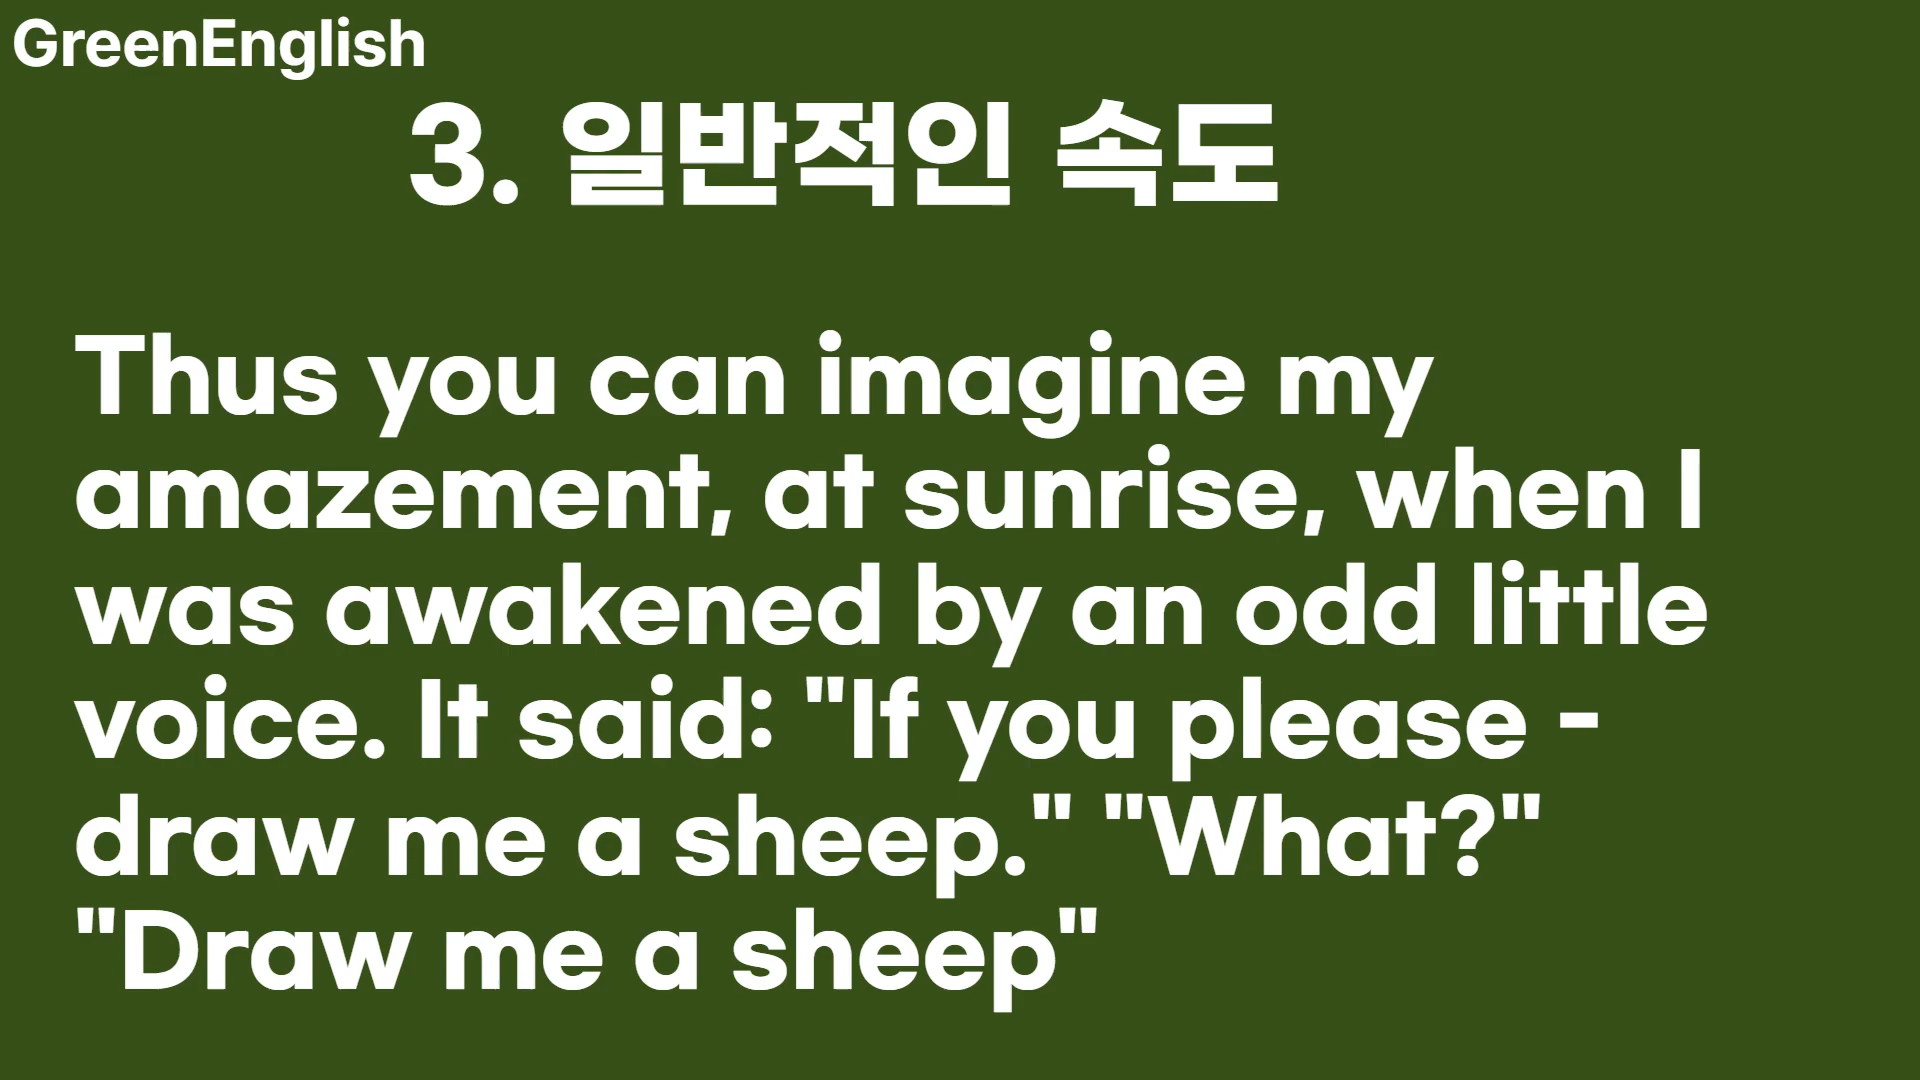 GreenEnglish
3. 일반적인 속도
Thus you can imagine my
amazement, at sunrise, when I
was awakened by an odd little
voice. It said: "If you please -
draw me a sheep." "What?"
"Draw me a sheep"